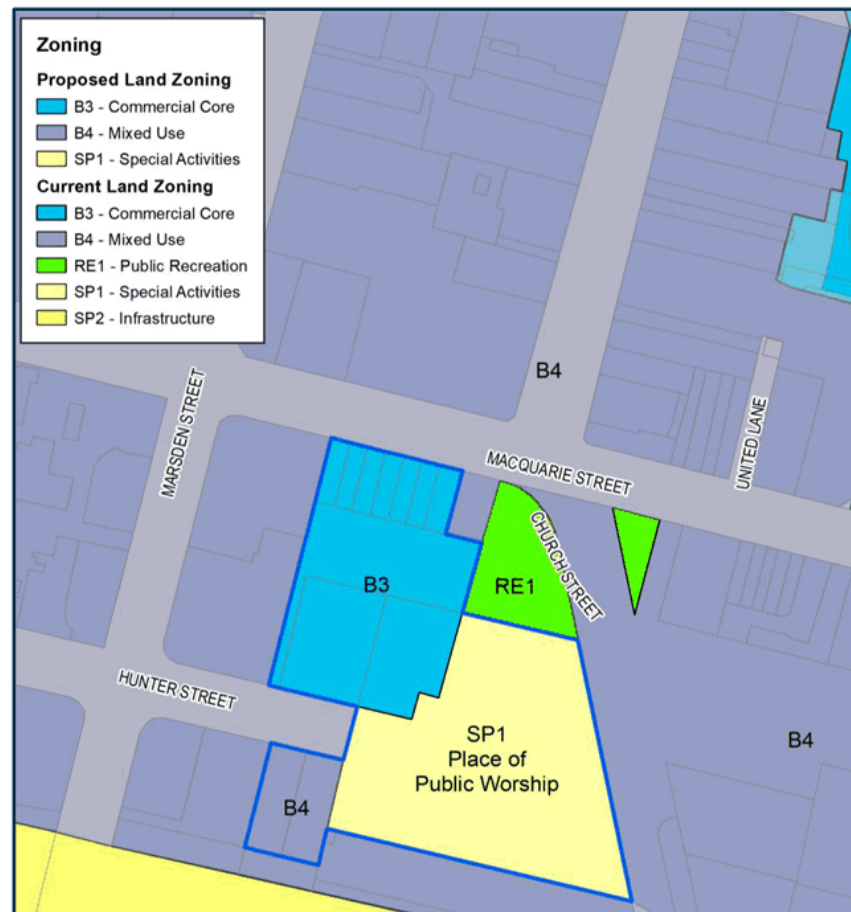 Zoning
Proposed Land Zoning
B3 - Commercial Core
B4 - Mixed Use
SP1 - Special Activities
Current Land Zoning
B3 - Commercial Core
B4 - Mixed Use
RE1 - Public Recreation
SP1 - Special Activities
SP2 - Infrastructure
B4
MARSDEN STREET
UNITED LANE
MACQUARIE STREET
CHURCH STREET
B3
RE1
HUNTER STREET
SP1
Place of
Public Worship
B4
B4